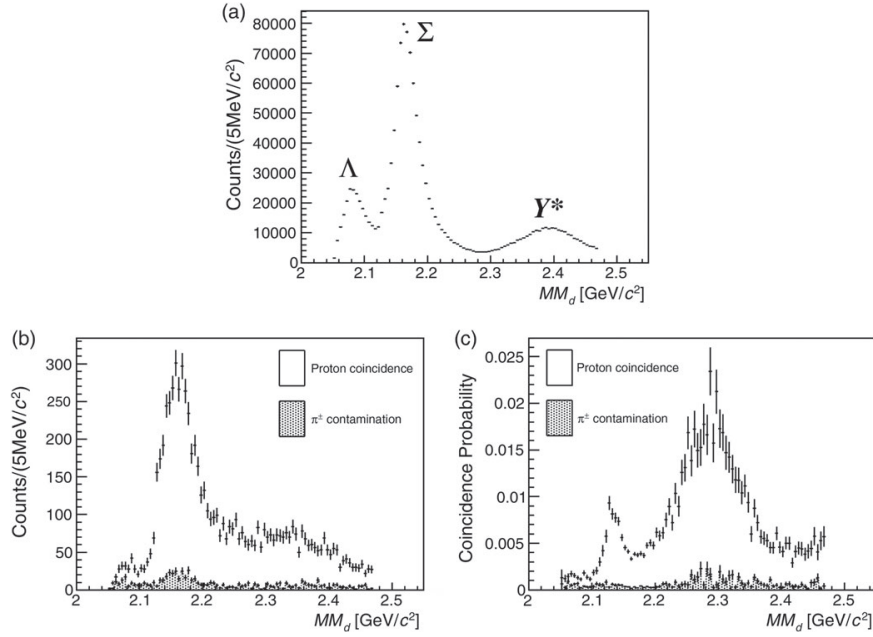 (a)
Counts/(5MeV/c²)
80000
70000
60000
50000
40000
30000
20000
10000
0
Λ
Σ
Y*
2 2.1 2.2 2.3 2.4 2.5
MM_d [GeV/c²]
(b)
Counts/(5MeV/c²)
300
250
200
150
100
50
0
Proton coincidence
π± contamination
2 2.1 2.2 2.3 2.4 2.5
MM_d [GeV/c²]
(c)
Coincidence Probability
0.025
0.02
0.015
0.01
0.005
0
Proton coincidence
π± contamination
2 2.1 2.2 2.3 2.4 2.5
MM_d [GeV/c²]